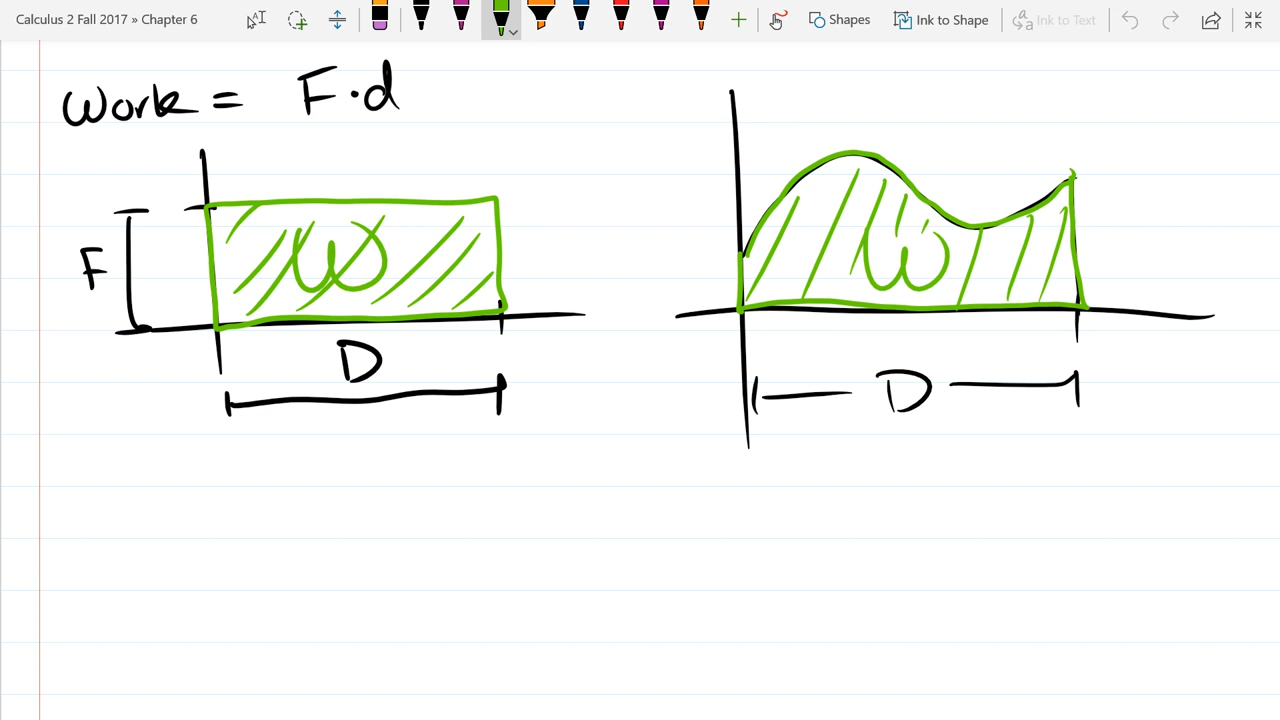 Calculus 2 Fall 2017 » Chapter 6
Shapes
Ink to Shape
Ink to Text
Work = F·d
F
W
D
W
D